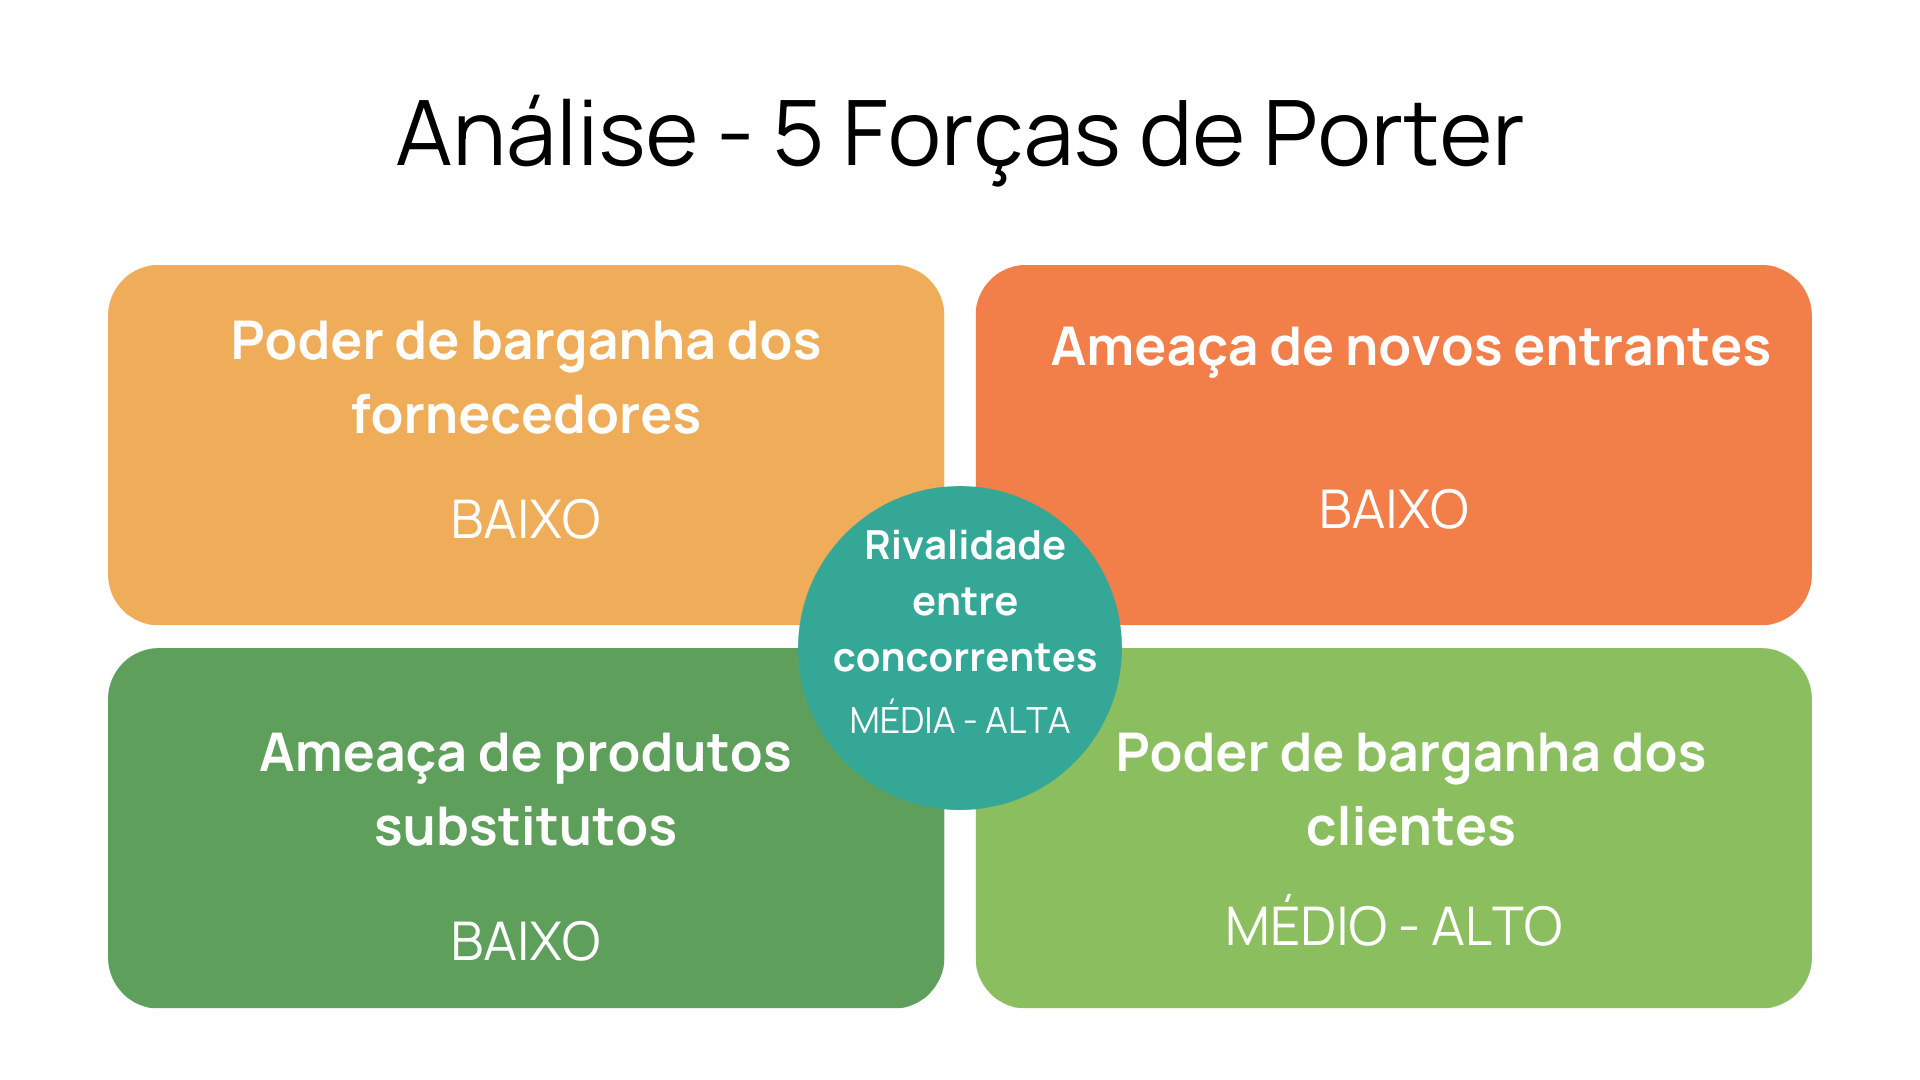 Análise - 5 Forças de Porter
Poder de barganha dos
fornecedores
BAIXO
Ameaça de novos entrantes
BAIXO
Rivalidade
entre
concorrentes
MÉDIA - ALTA
Ameaça de produtos
substitutos
BAIXO
Poder de barganha dos
clientes
MÉDIO - ALTO